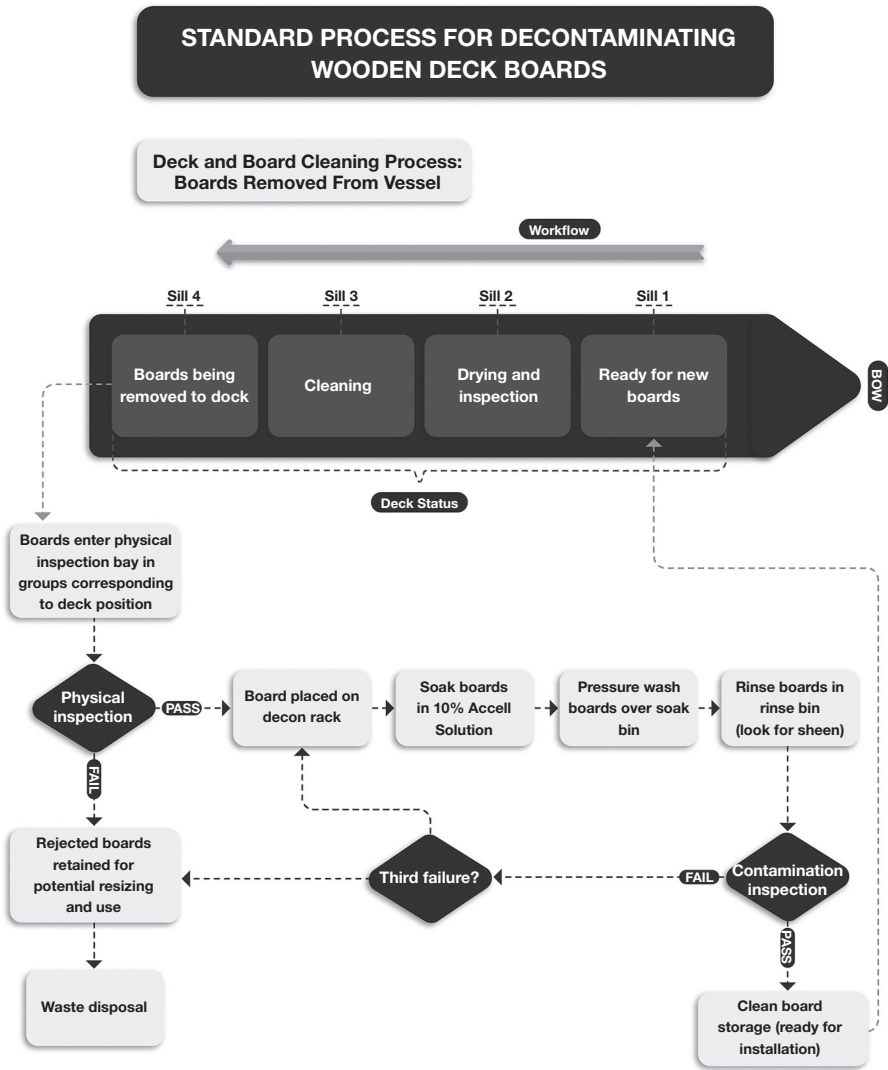 STANDARD PROCESS FOR DECONTAMINATING
WOODEN DECK BOARDS
Deck and Board Cleaning Process:
Boards Removed From Vessel
Workflow
Sill 4
Sill 3
Sill 2
Sill 1
Boards being
removed to dock
Cleaning
Drying and
inspection
Ready for new
boards
BOW
Deck Status
Boards enter physical
inspection bay in
groups corresponding
to deck position
Physical
inspection
PASS
Board placed on
decon rack
Soak boards
in 10% Accell
Solution
Pressure wash
boards over soak
bin
Rinse boards in
rinse bin
(look for sheen)
FAIL
Rejected boards
retained for
potential resizing
and use
Third failure?
FAIL
Contamination
inspection
PASS
Waste disposal
Clean board
storage (ready for
installation)